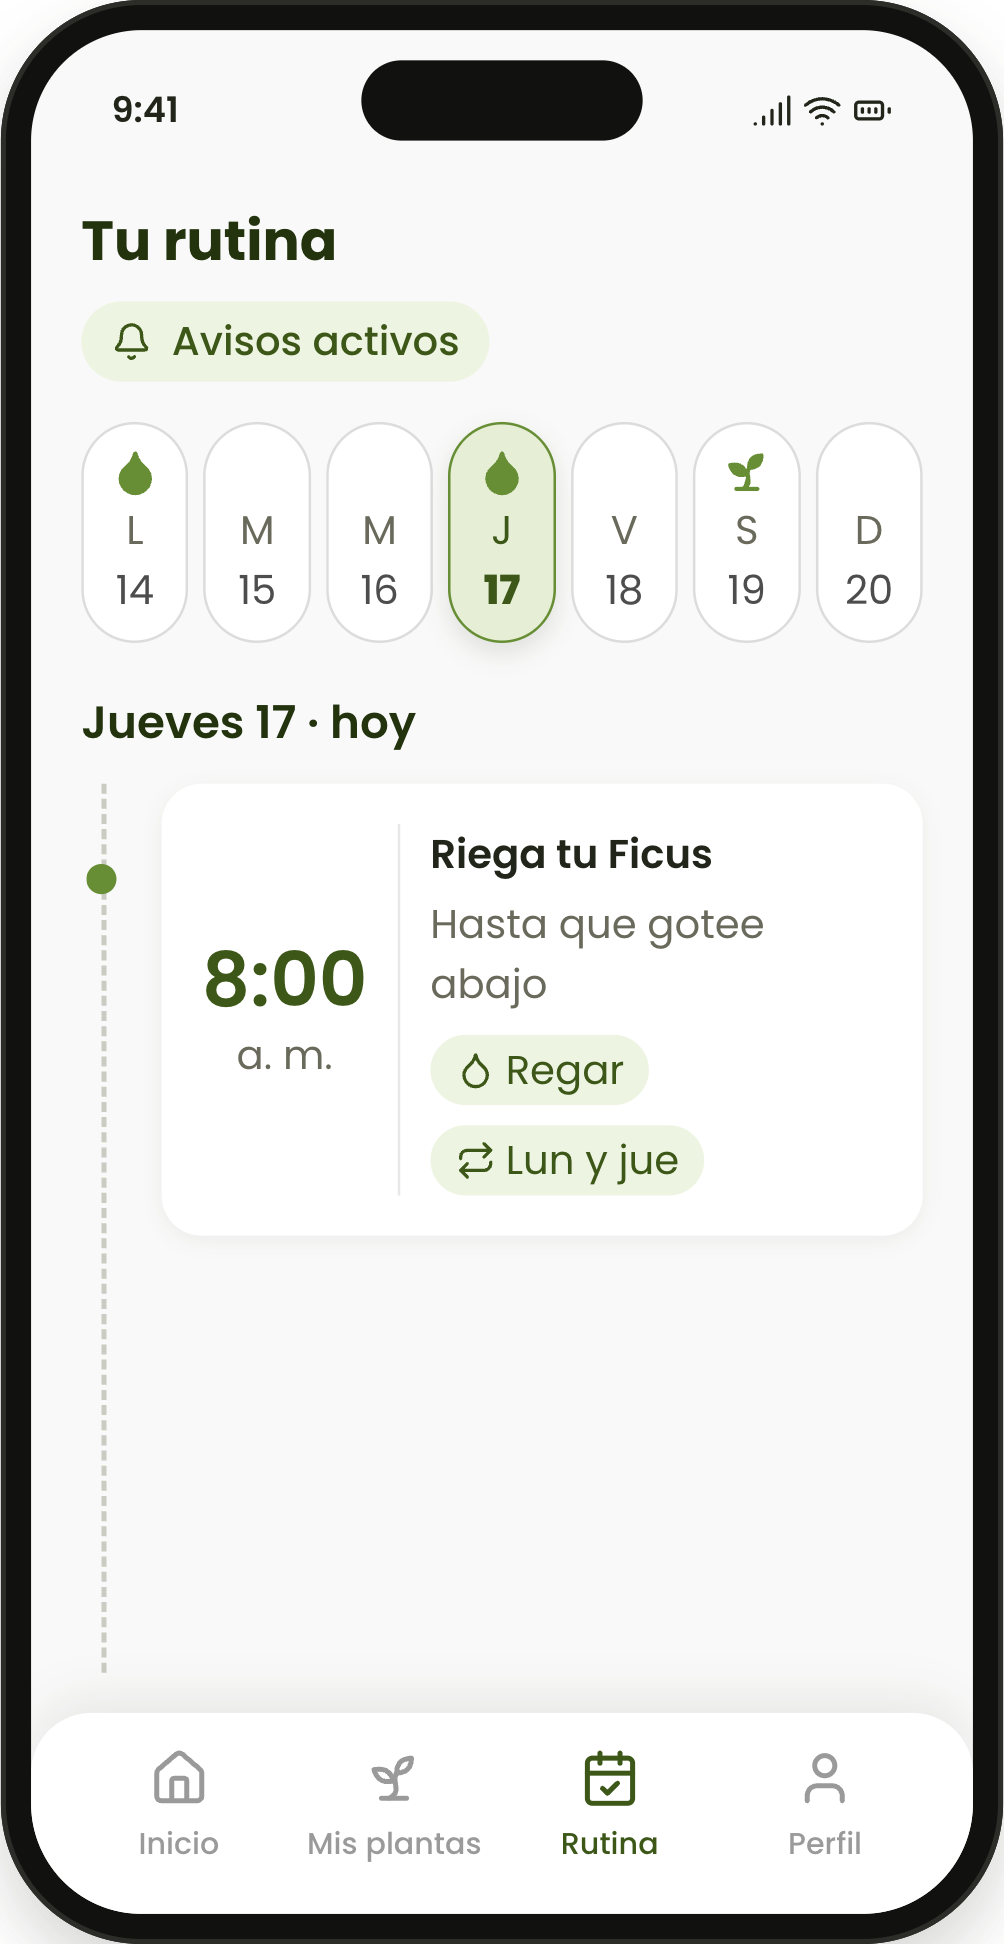 9:41
Tu rutina
Avisos activos
L M M J V S D
14 15 16 17 18 19 20
Jueves 17 · hoy
8:00
a. m.
Riega tu Ficus
Hasta que gotee
abajo
Regar
Lun y jue
Inicio Mis plantas Rutina Perfil